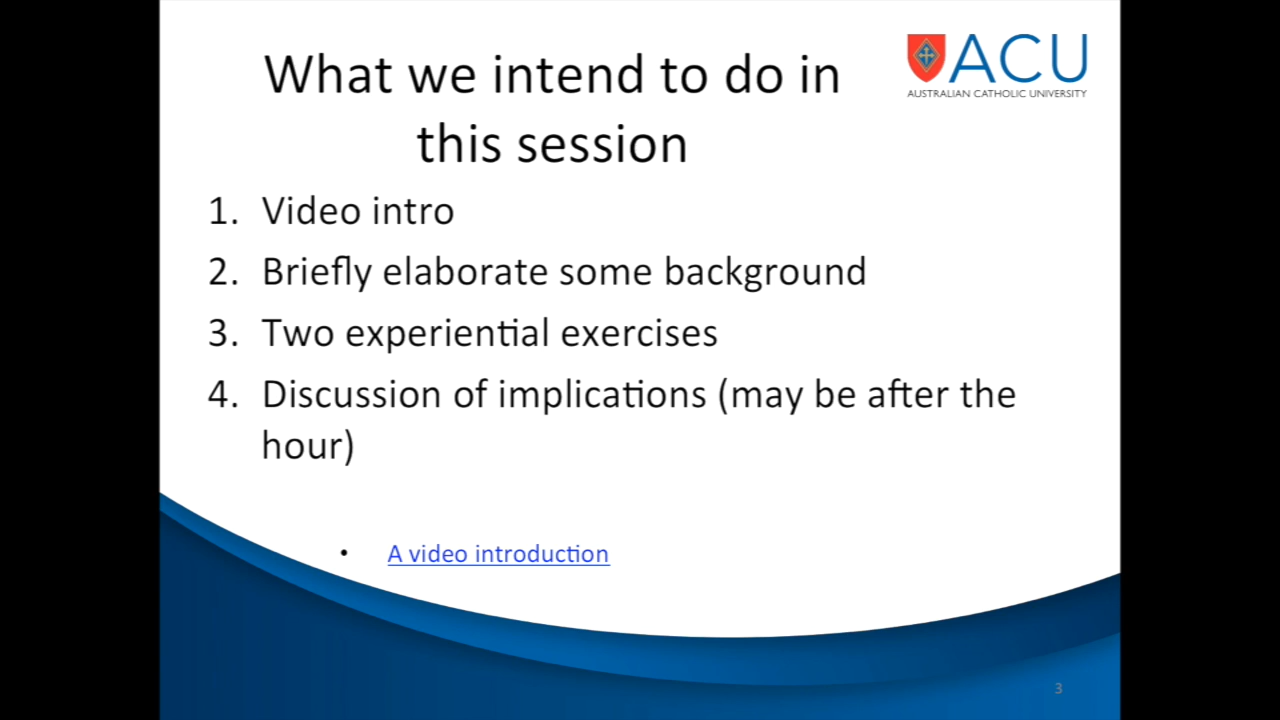 What we intend to do in
this session
ACU
AUSTRALIAN CATHOLIC UNIVERSITY
1. Video intro
2. Briefly elaborate some background
3. Two experiential exercises
4. Discussion of implications (may be after the
hour)
• A video introduction
3